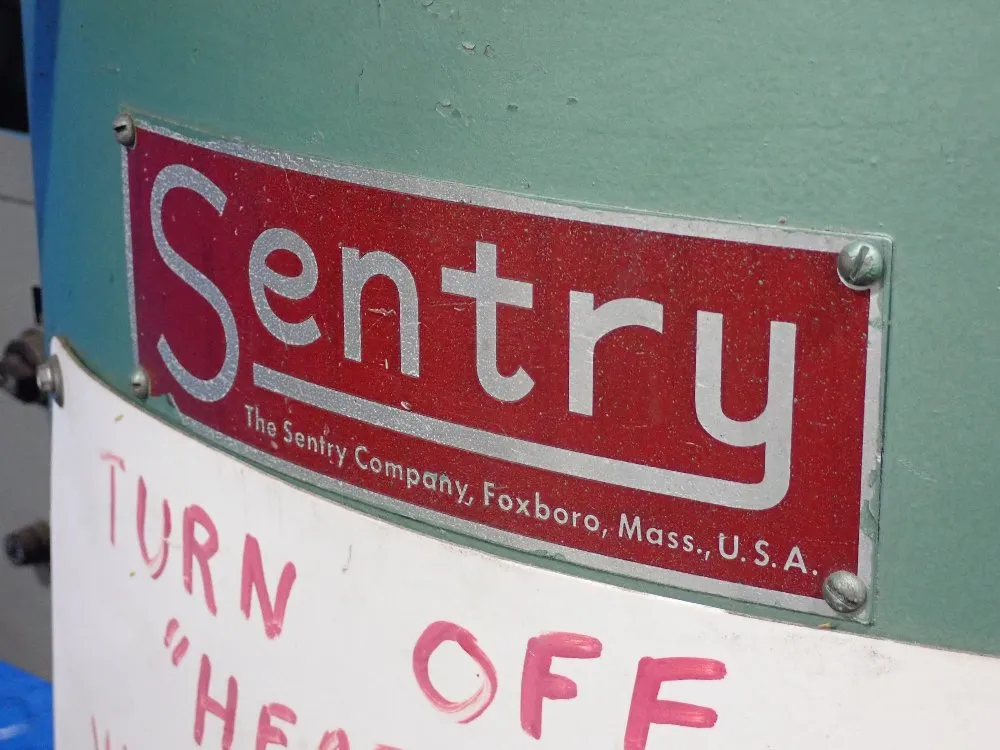 Sentry
The Sentry Company, Foxboro, Mass., U.S.A.
TURN OFF